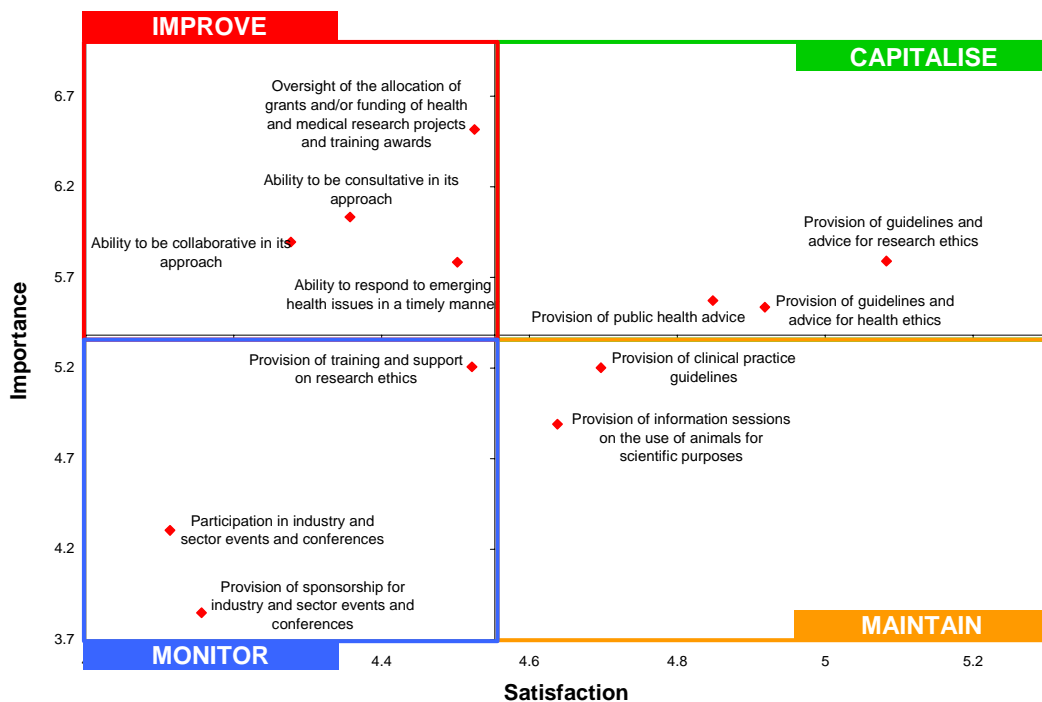 IMPROVE
CAPITALISE
6.7
Oversight of the allocation of
grants and/or funding of health
and medical research projects
and training awards
6.2
Ability to be consultative in its
approach
Ability to be collaborative in its
approach
Provision of guidelines and
advice for research ethics
5.7
Ability to respond to emerging
health issues in a timely manne
Provision of public health advice
Provision of guidelines and
advice for health ethics
Importance
5.2
Provision of training and support
on research ethics
Provision of clinical practice
guidelines
Provision of information sessions
on the use of animals for
scientific purposes
4.7
Participation in industry and
sector events and conferences
4.2
Provision of sponsorship for
industry and sector events and
conferences
3.7
MONITOR
MAINTAIN
4.4
4.6
4.8
5
5.2
Satisfaction